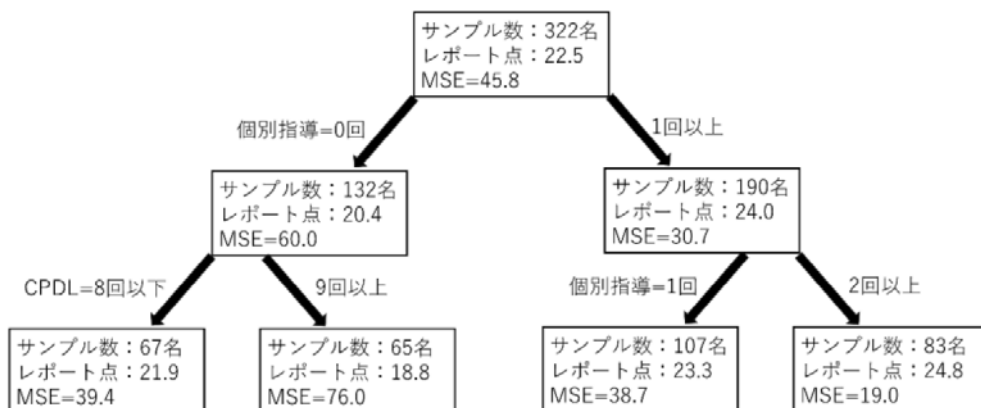 サンプル数：322名
レポート点：22.5
MSE=45.8
個別指導=0回
1回以上
サンプル数：132名
レポート点：20.4
MSE=60.0
サンプル数：190名
レポート点：24.0
MSE=30.7
CPDL=8回以下
9回以上
個別指導=1回
2回以上
サンプル数：67名
レポート点：21.9
MSE=39.4
サンプル数：65名
レポート点：18.8
MSE=76.0
サンプル数：107名
レポート点：23.3
MSE=38.7
サンプル数：83名
レポート点：24.8
MSE=19.0